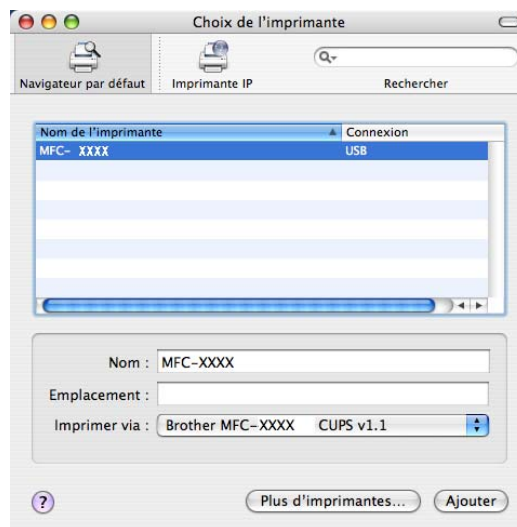 Choix de l'imprimante
Navigateur par défaut
Imprimante IP
Rechercher
Nom de l'imprimante
Connexion
MFC- XXXX
USB
Nom : MFC-XXXX
Emplacement :
Imprimer via : Brother MFC-XXXX CUPS v1.1
? Plus d'imprimantes... Ajouter